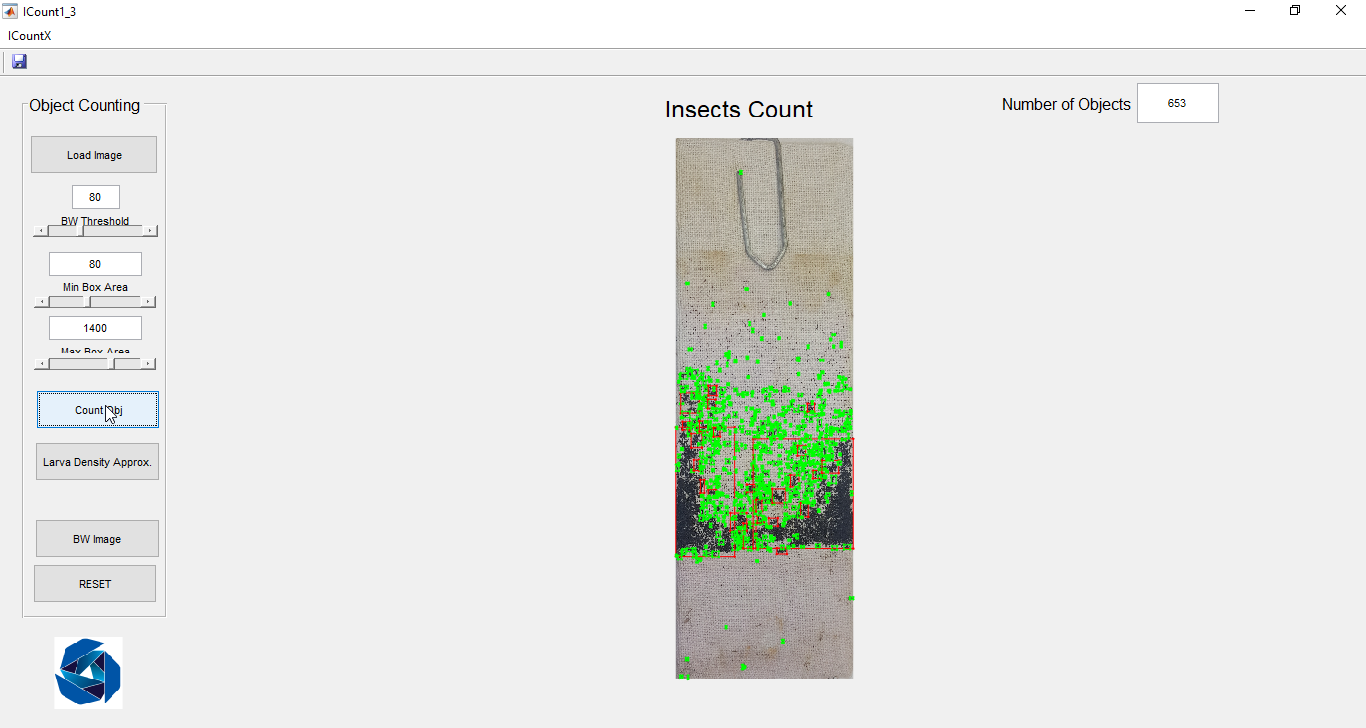 ICount1_3
ICountX
Object Counting
Load Image
80
BW Threshold
80
Min Box Area
1400
Max Box Area
Count Obj
Larva Density Approx.
BW Image
RESET
Insects Count
Number of Objects
653